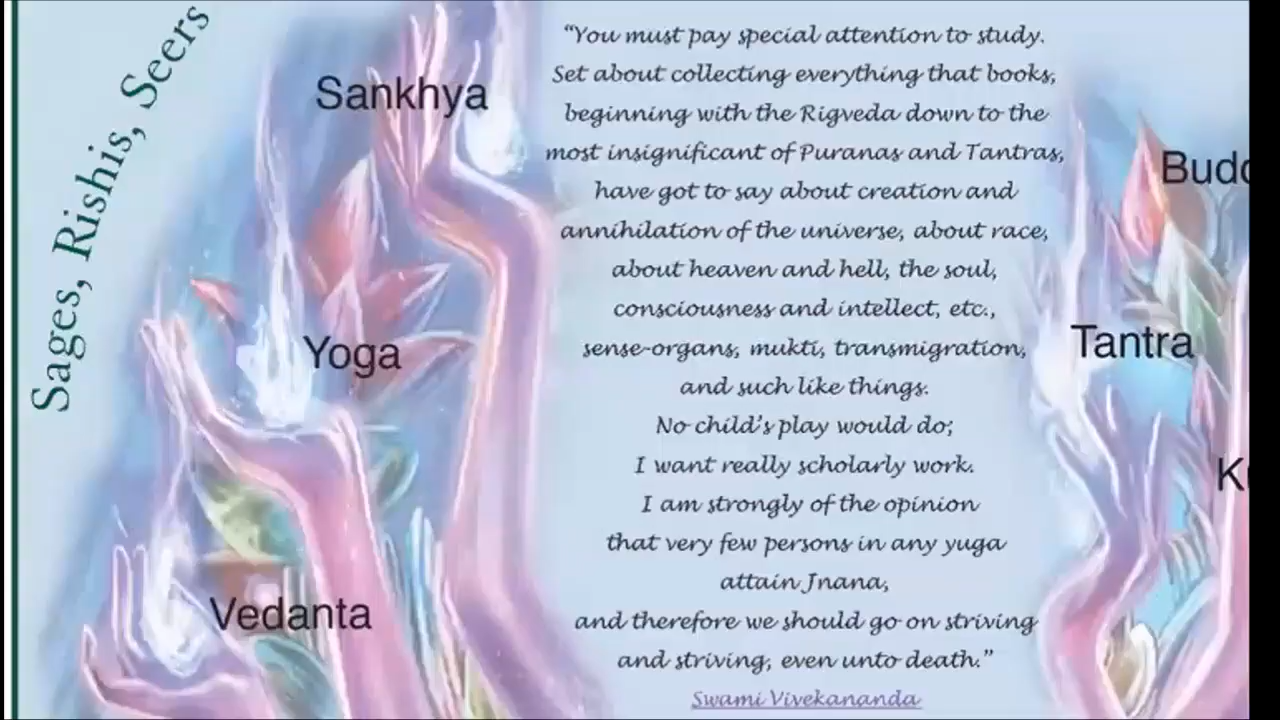 Sages, Rishis, Seers
Sankhya
Yoga
Vedanta
“You must pay special attention to study.
Set about collecting everything that books,
beginning with the Rigveda down to the
most insignificant of Puranas and Tantras,
have got to say about creation and
annihilation of the universe, about race,
about heaven and hell, the soul,
consciousness and intellect, etc.,
sense-organs, mukti, transmigration,
and such like things.
No child’s play would do;
I want really scholarly work.
I am strongly of the opinion
that very few persons in any yuga
attain Jnana,
and therefore we should go on striving
and striving, even unto death.”
Swami Vivekananda
Tantra